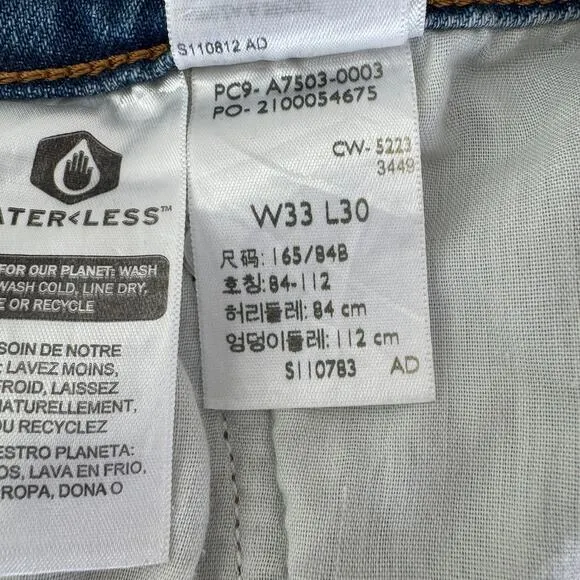 S110812 AD
PC9- A7503-0003
PO- 2100054675
CW- 5223
3449
W33 L30
尺码: 165/84B
호칭: 84-112
허리둘레: 84 cm
엉덩이둘레: 112 cm
S110783 AD
ATER<LESS™
FOR OUR PLANET: WASH
WASH COLD, LINE DRY,
E OR RECYCLE
SOIN DE NOTRE
: LAVEZ MOINS,
FROID, LAISSEZ
NATURELLEMENT,
OU RECYCLEZ
ESTRO PLANETA:
OS, LAVA EN FRIO.
ROPA, DONA O